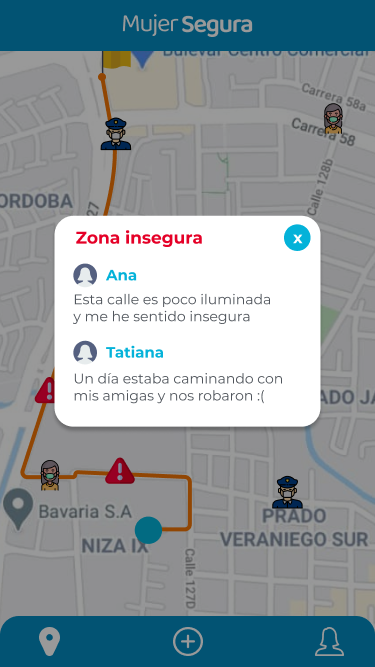 Mujer Segura
Bulevar Centro Comercial
Carrera 58a
Carrera 58
Calle 128b
ORDOBA
27
Zona insegura
x
Ana
Esta calle es poco iluminada
y me he sentido insegura
Tatiana
Un día estaba caminando con
mis amigas y nos robaron :(
ADO JA
Bavaria S.A
PRADO
VERANIEGO SUR
NIZA IX
Calle 127D